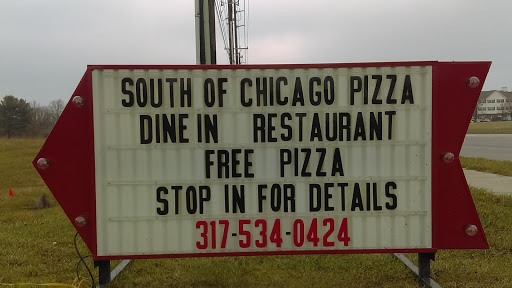 SOUTH OF CHICAGO PIZZA
DINE IN RESTAURANT
FREE PIZZA
STOP IN FOR DETAILS
317-534-0424